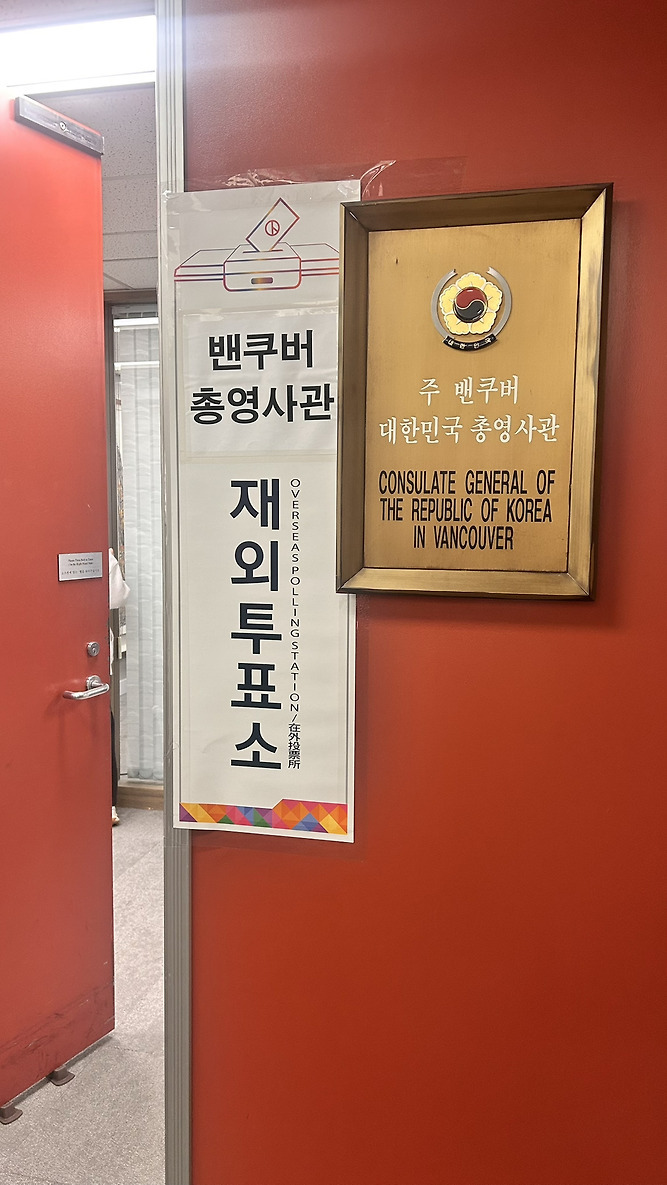 밴쿠버
총영사관
재외투표소
OVERSEAS POLLING STATION / 在外投票所
대한민국
주 밴쿠버
대한민국 총영사관
CONSULATE GENERAL OF
THE REPUBLIC OF KOREA
IN VANCOUVER